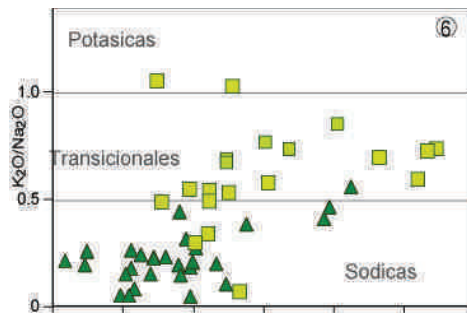 Potasicas
6
1.0
K₂O/Na₂O
Transicionales
0.5
Sodicas
0